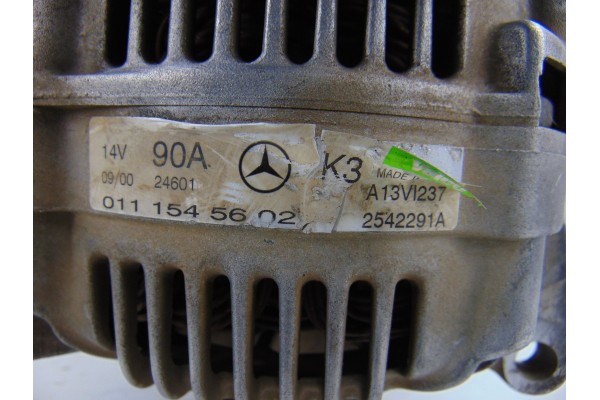 14V 90A K3 MADE
09/00 24601 A13VI237
011 154 56 02 2542291A